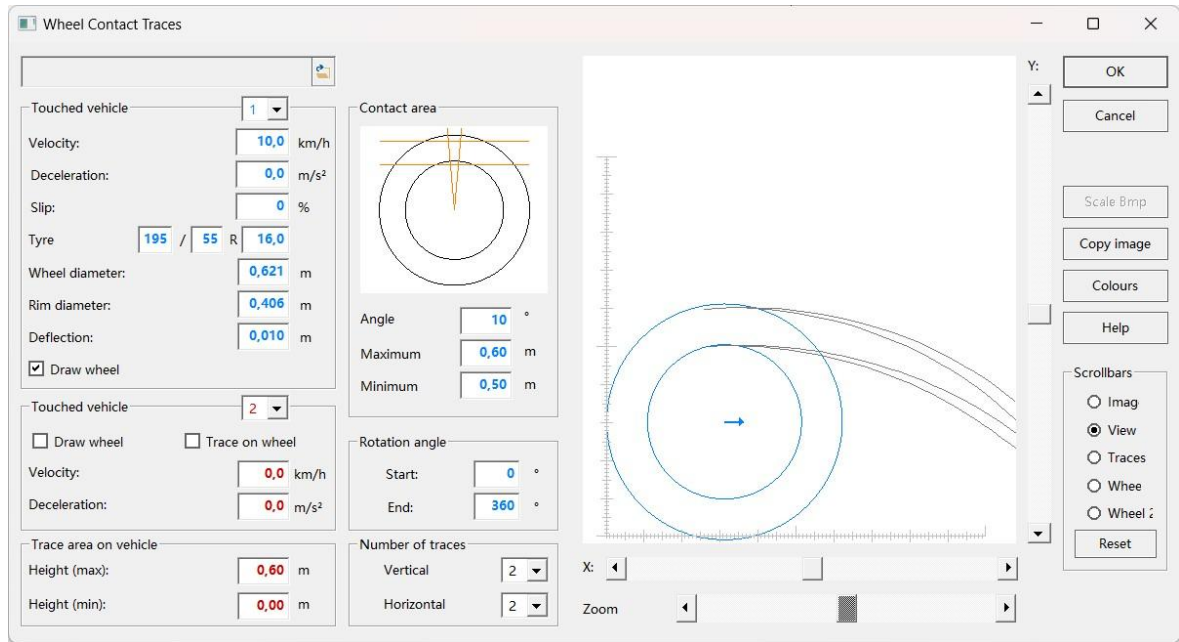 Wheel Contact Traces
Touched vehicle 1
Velocity: 10,0 km/h
Deceleration: 0,0 m/s²
Slip: 0 %
Tyre 195 / 55 R 16,0
Wheel diameter: 0,621 m
Rim diameter: 0,406 m
Deflection: 0,010 m
Draw wheel
Touched vehicle 2
Draw wheel Trace on wheel
Velocity: 0,0 km/h
Deceleration: 0,0 m/s²
Trace area on vehicle
Height (max): 0,60 m
Height (min): 0,00 m
Contact area
Angle 10 °
Maximum 0,60 m
Minimum 0,50 m
Rotation angle
Start: 0 °
End: 360 °
Number of traces
Vertical 2
Horizontal 2
Y:
X:
Zoom
OK
Cancel
Scale Bmp
Copy image
Colours
Help
Scrollbars
Imag
View
Traces
Whee
Wheel 2
Reset